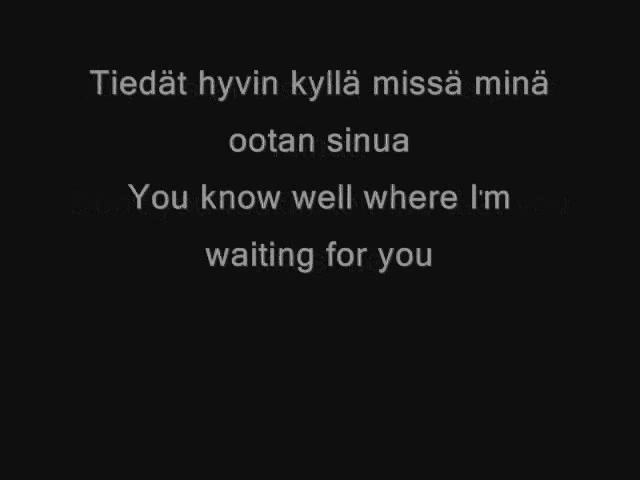 Tiedät hyvin kyllä missä minä
ootan sinua
You know well where I'm
waiting for you